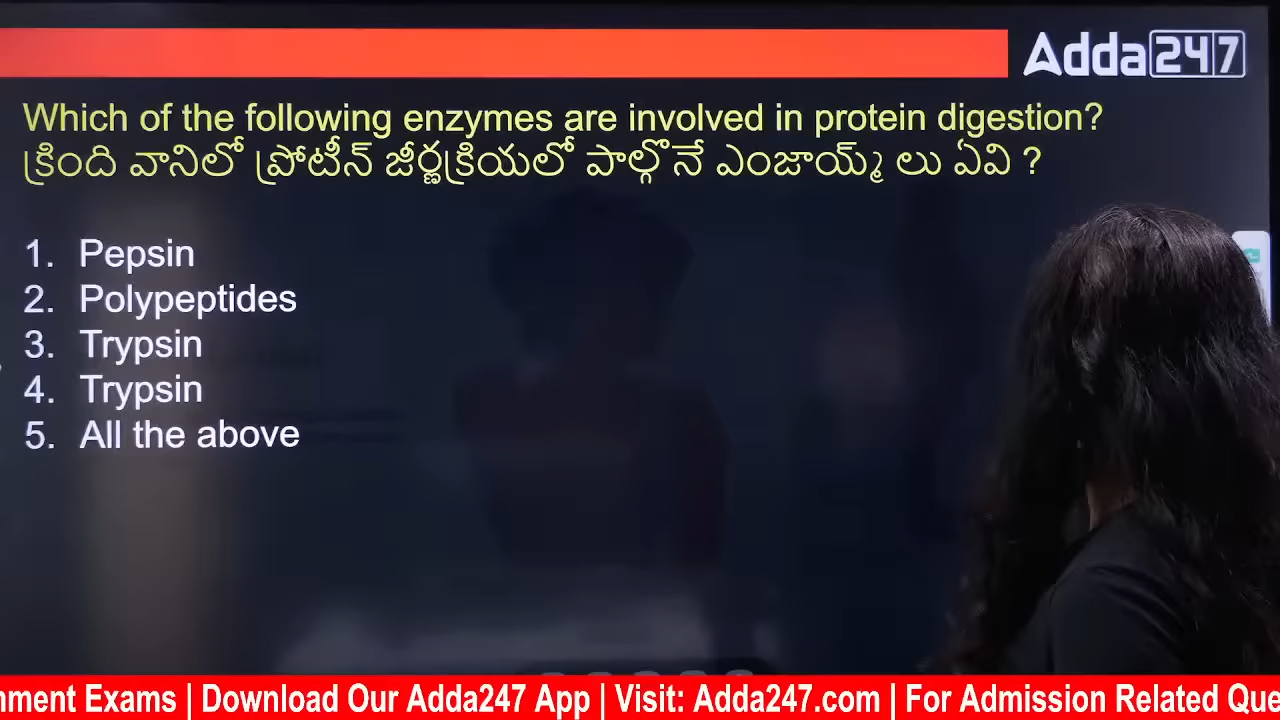 Adda247
Which of the following enzymes are involved in protein digestion?
క్రింది వానిలో ప్రోటీన్ జీర్ణక్రియలో పాల్గొనే ఎంజాయ్మ్ లు ఏవి ?
1. Pepsin
2. Polypeptides
3. Trypsin
4. Trypsin
5. All the above
nment Exams | Download Our Adda247 App | Visit: Adda247.com | For Admission Related Que